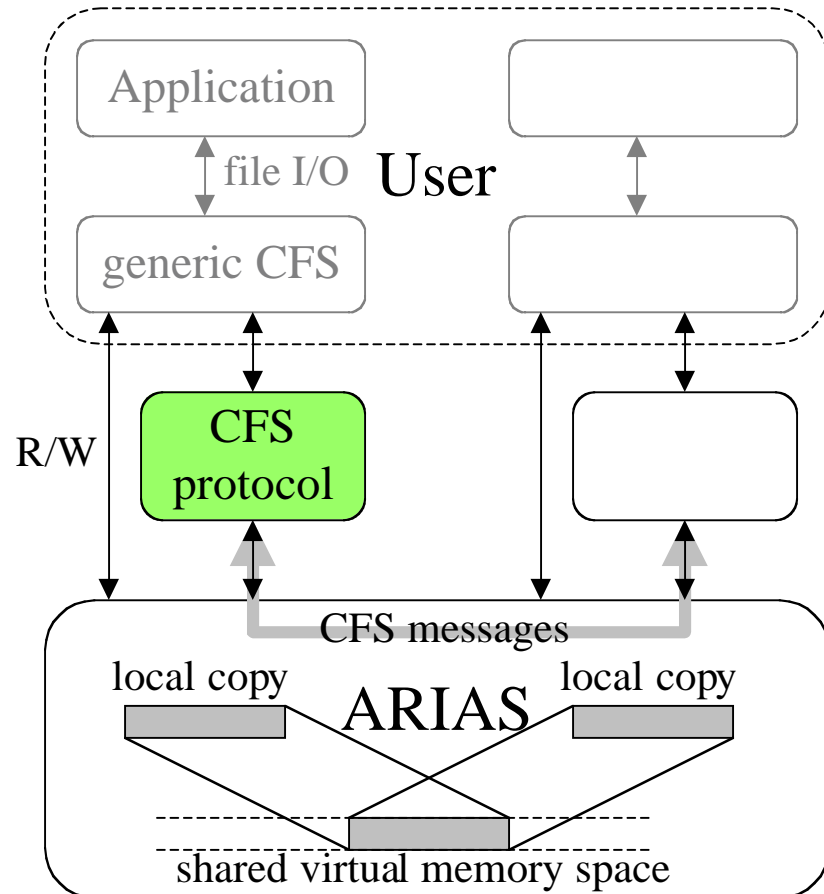 Application
file I/O
User
generic CFS
R/W
CFS
protocol
CFS messages
local copy
local copy
ARIAS
shared virtual memory space